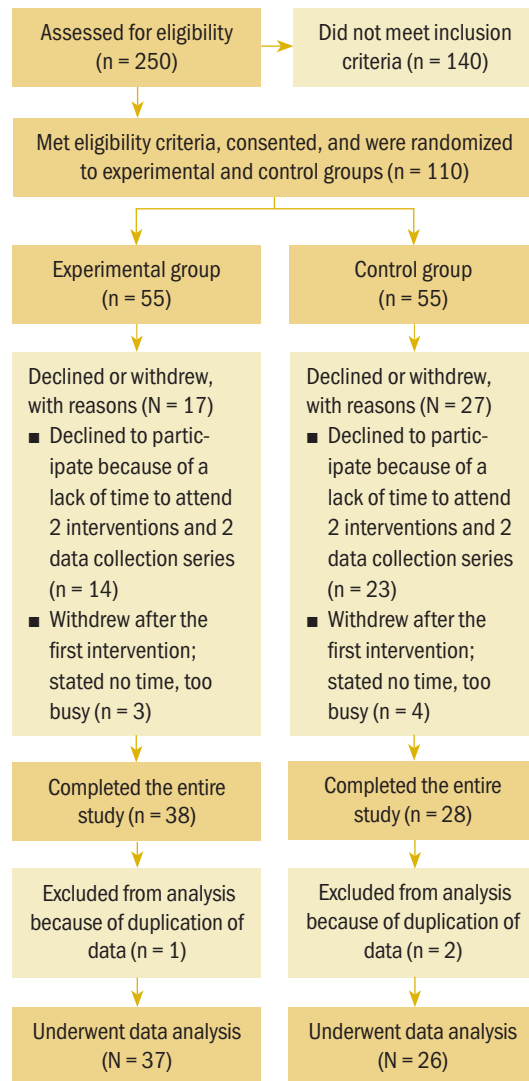 Assessed for eligibility
(n = 250)
Did not meet inclusion
criteria (n = 140)
Met eligibility criteria, consented, and were randomized
to experimental and control groups (n = 110)
Experimental group
(n = 55)
Control group
(n = 55)
Declined or withdrew,
with reasons (N = 17)
■ Declined to partic-
ipate because of a
lack of time to attend
2 interventions and 2
data collection series
(n = 14)
■ Withdrew after the
first intervention;
stated no time, too
busy (n = 3)
Declined or withdrew,
with reasons (N = 27)
■ Declined to partic-
ipate because of a
lack of time to attend
2 interventions and 2
data collection series
(n = 23)
■ Withdrew after the
first intervention;
stated no time, too
busy (n = 4)
Completed the entire
study (n = 38)
Completed the entire
study (n = 28)
Excluded from analysis
because of duplication of
data (n = 1)
Excluded from analysis
because of duplication of
data (n = 2)
Underwent data analysis
(N = 37)
Underwent data analysis
(N = 26)